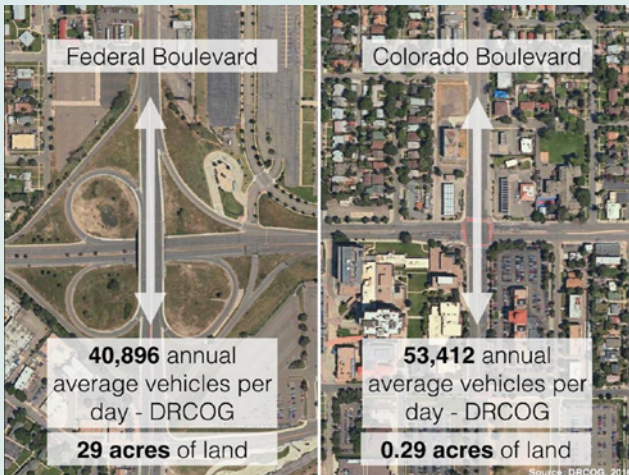 Federal Boulevard
40,896 annual
average vehicles per
day - DRCOG
29 acres of land
Colorado Boulevard
53,412 annual
average vehicles per
day - DRCOG
0.29 acres of land
Source: DRCOG, 2016